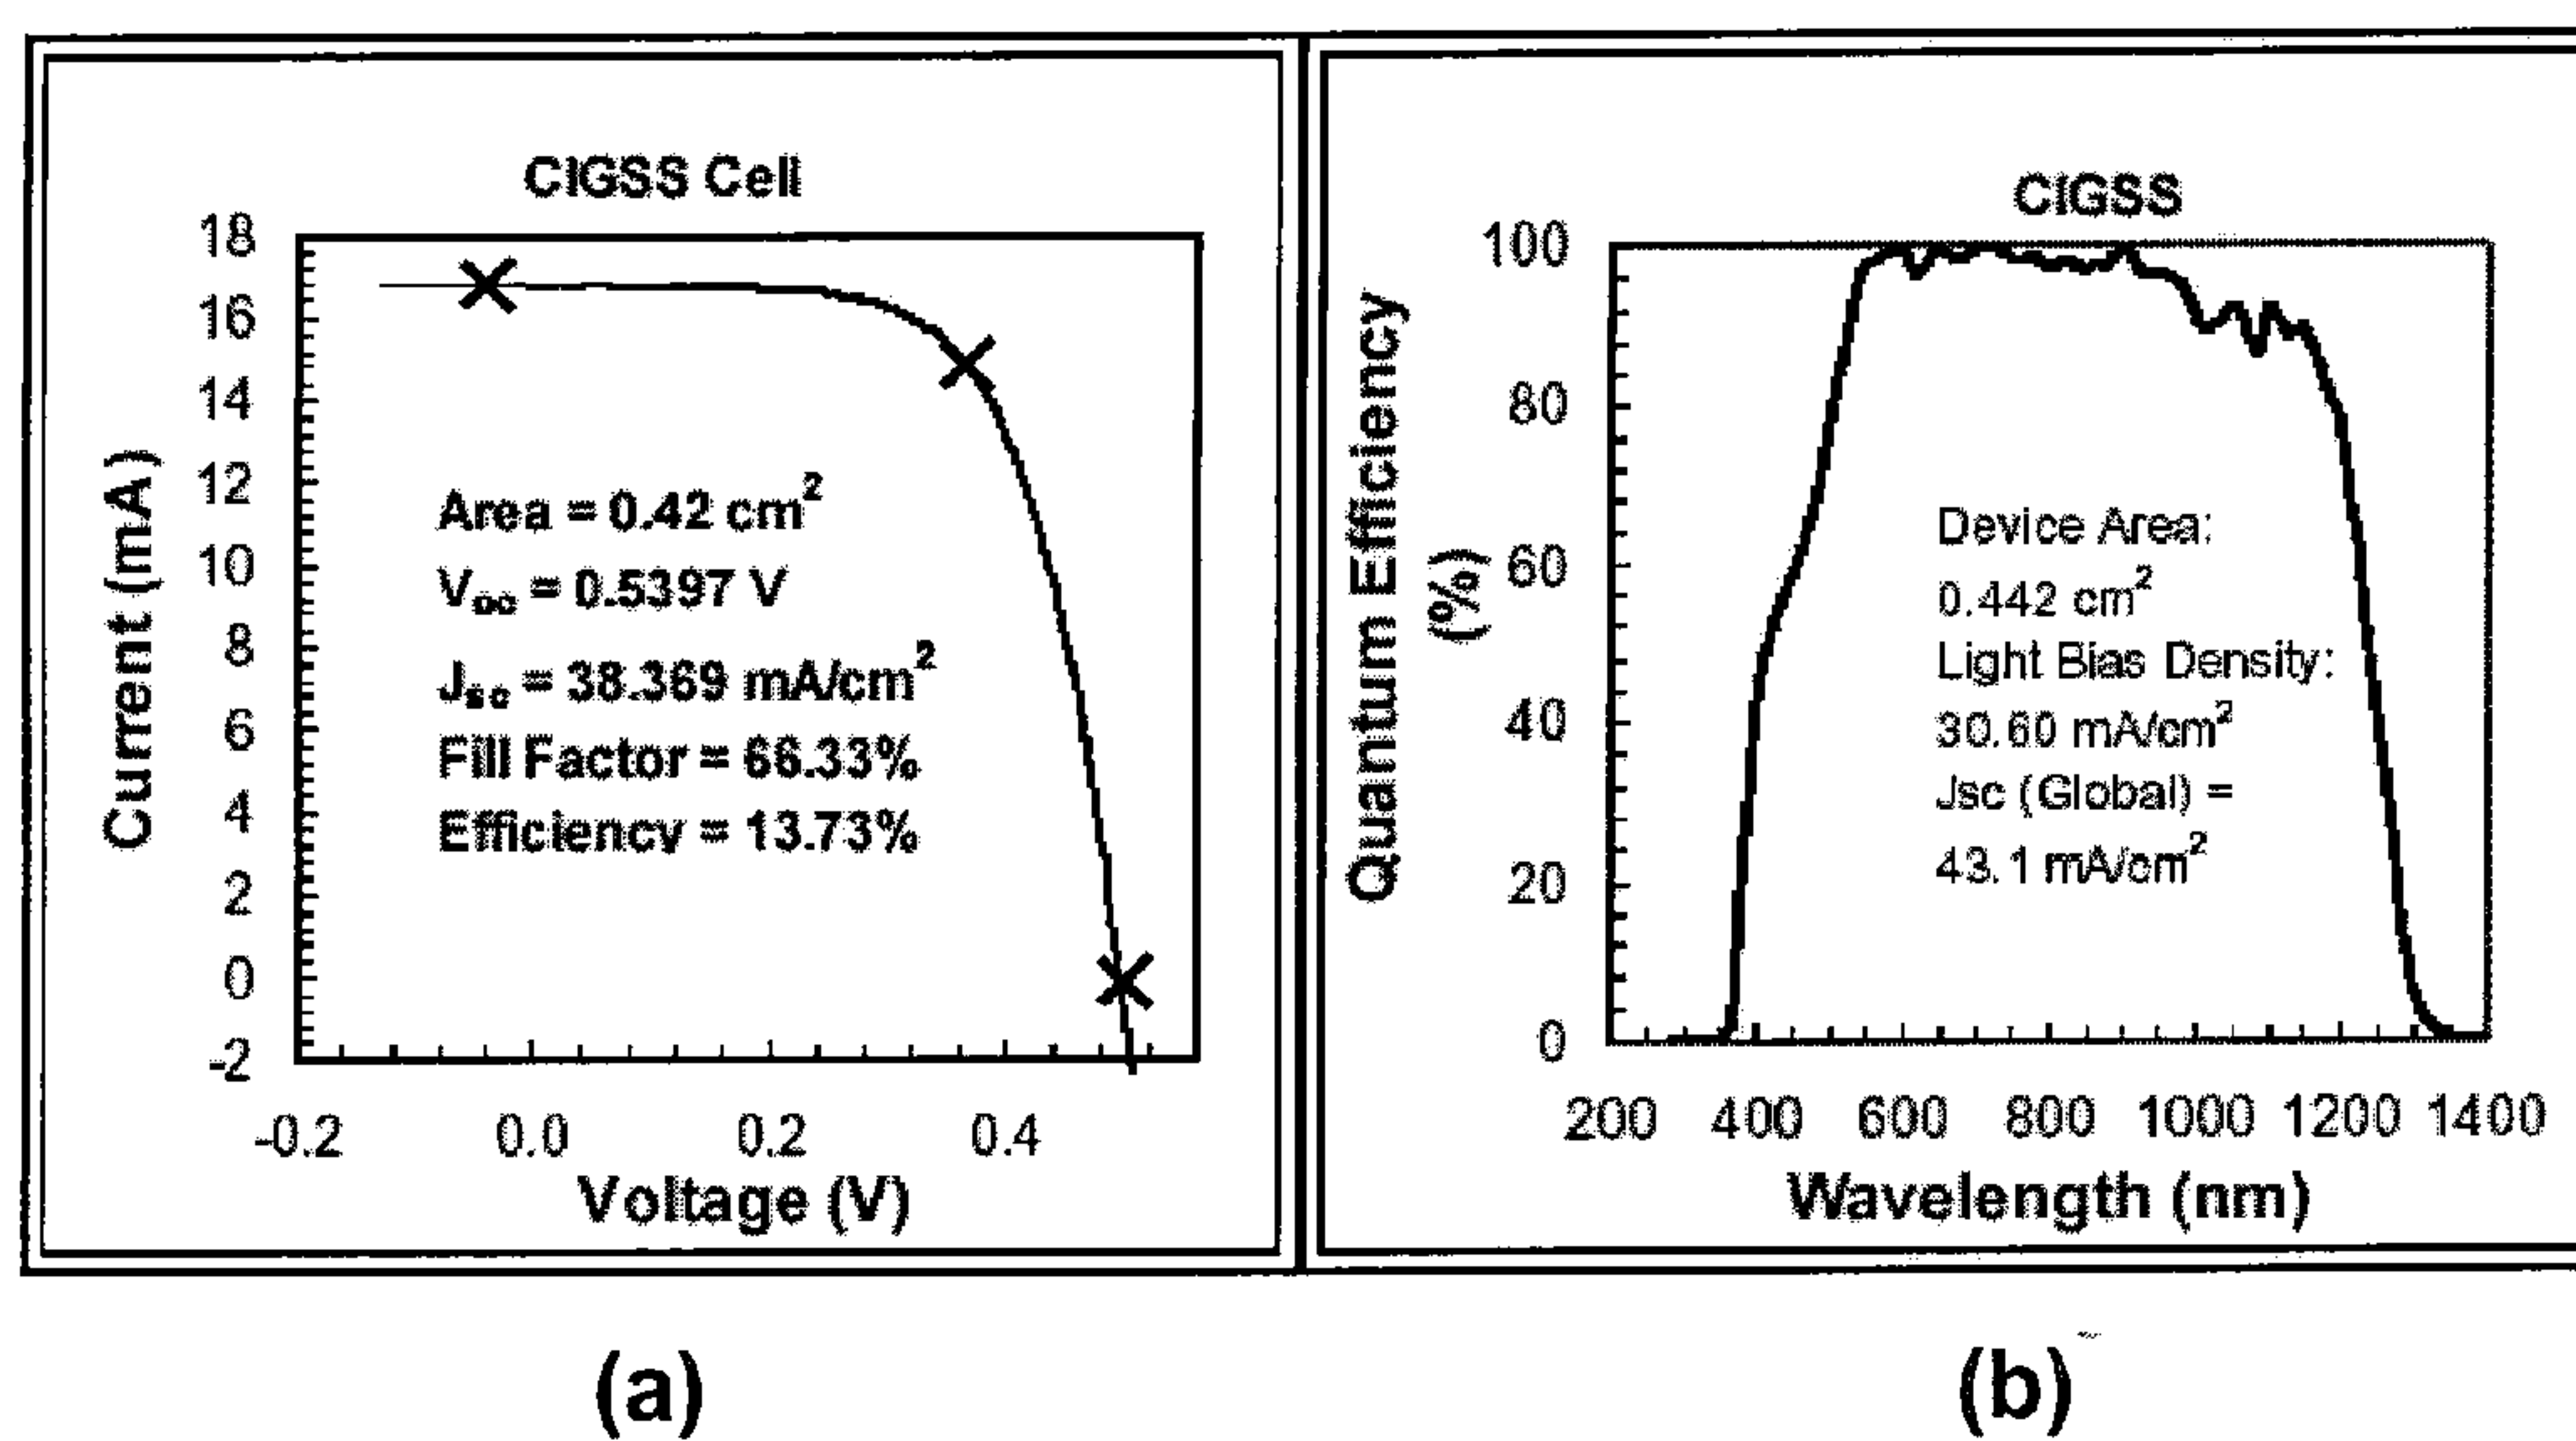 CIGSS Cell
18
16
14
12
10
8
6
4
2
0
-2
Current (mA)
Area = 0.42 cm²
Voc = 0.5397 V
Jsc = 38.369 mA/cm²
Fill Factor = 66.33%
Efficiency = 13.73%
-0.2 0.0 0.2 0.4
Voltage (V)
(a)
CIGSS
100
80
60
40
20
0
Quantum Efficiency
(%)
Device Area:
0.442 cm²
Light Bias Density:
30.60 mA/cm²
Jsc (Global) =
43.1 mA/cm²
200 400 600 800 1000 1200 1400
Wavelength (nm)
(b)